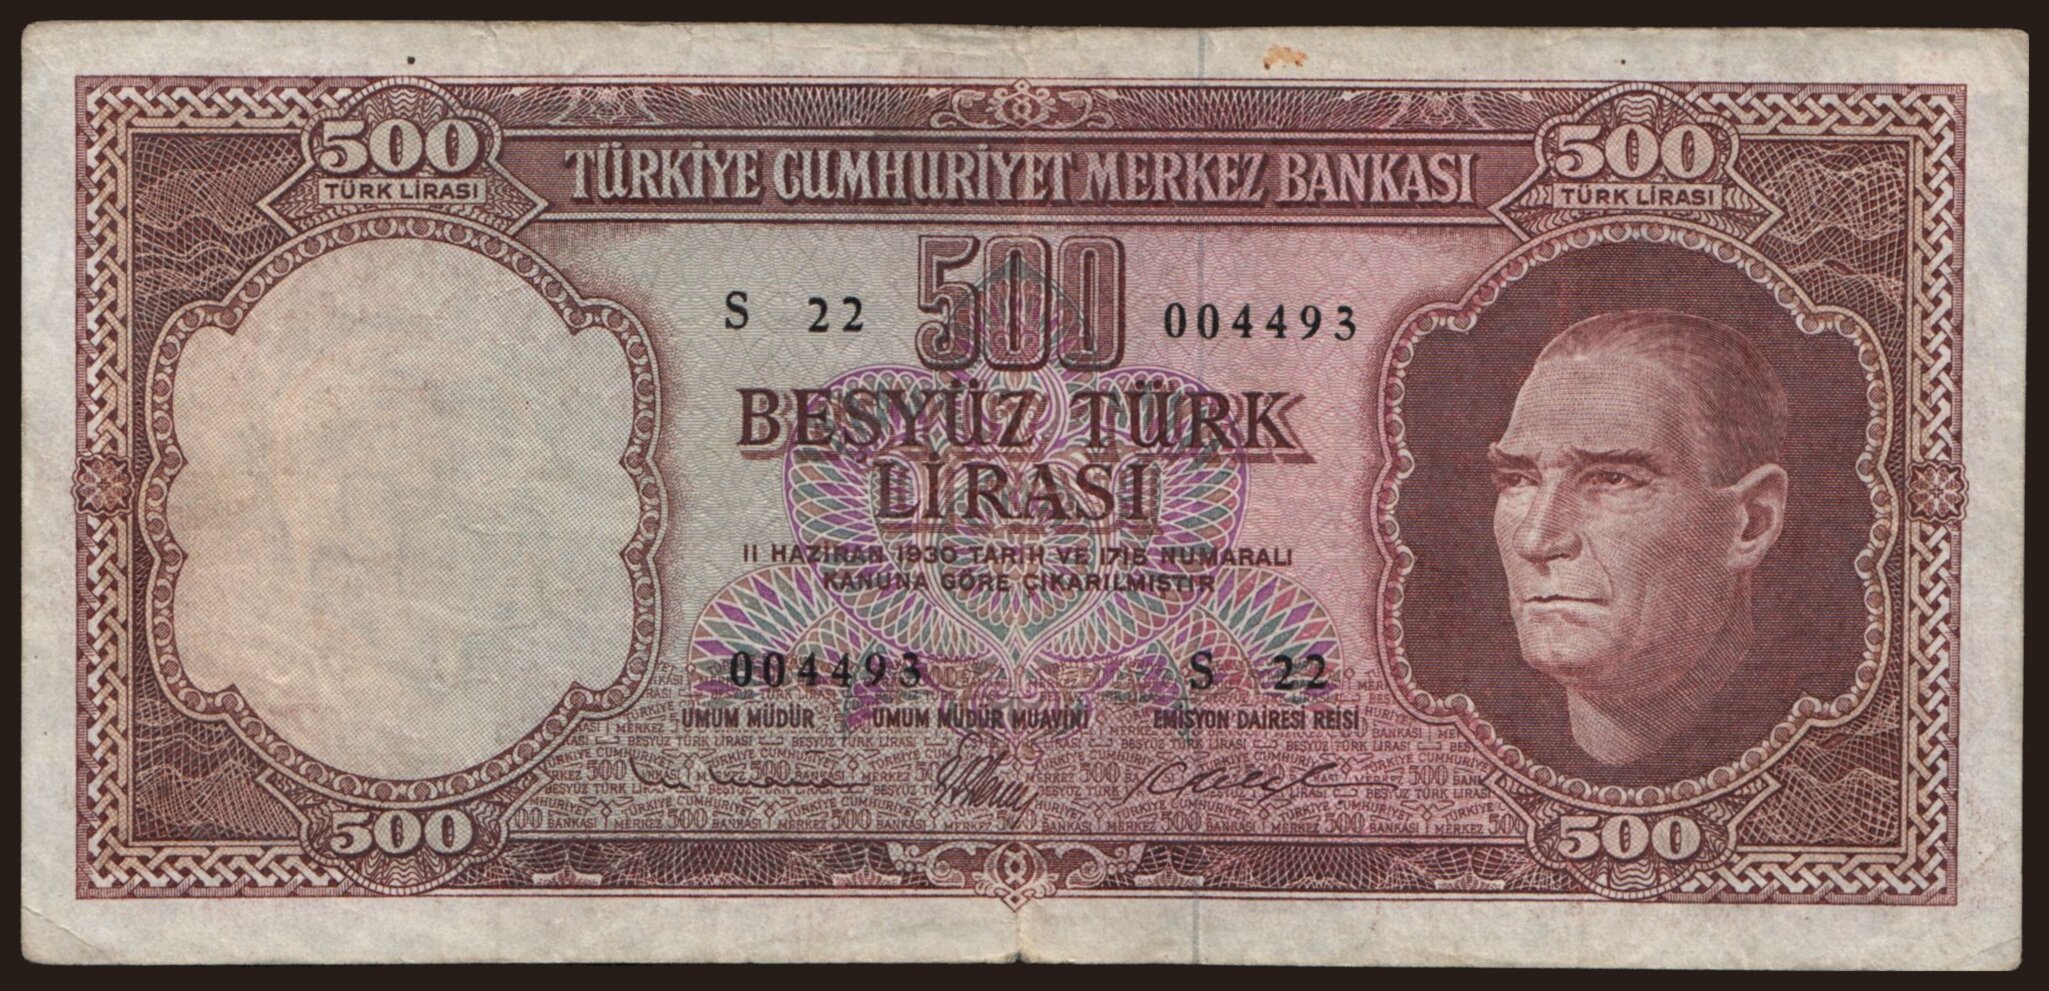 500
TÜRK LİRASI
TÜRKİYE CUMHURİYET MERKEZ BANKASI
500
TÜRK LİRASI
500
S 22
004493
BEŞYÜZ TÜRK
LİRASI
11 HAZİRAN 1930 TARİH VE 1715 NUMARALI
KANUNA GÖRE ÇIKARILMIŞTIR
004493
S 22
UMUM MÜDÜR
UMUM MÜDÜR MUAVİNİ
EMİSYON DAİRESİ REİSİ
500
500